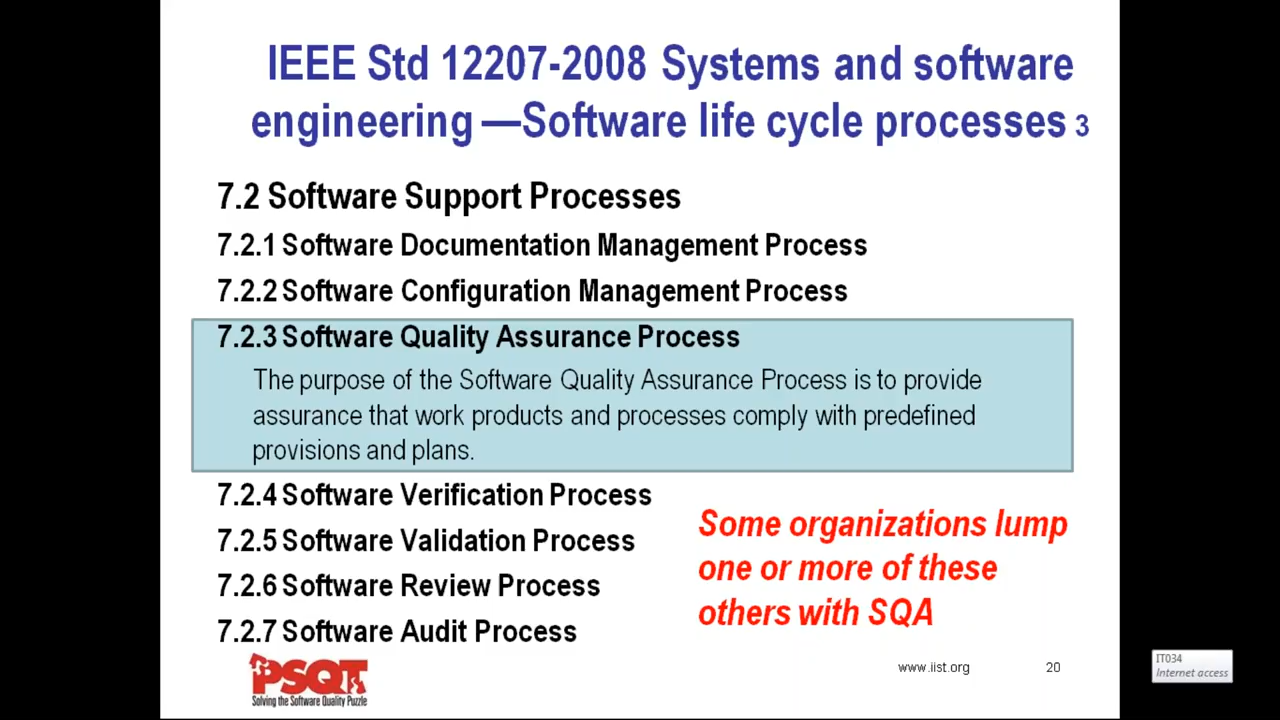 IEEE Std 12207-2008 Systems and software
engineering —Software life cycle processes 3
7.2 Software Support Processes
7.2.1 Software Documentation Management Process
7.2.2 Software Configuration Management Process
7.2.3 Software Quality Assurance Process
The purpose of the Software Quality Assurance Process is to provide
assurance that work products and processes comply with predefined
provisions and plans.
7.2.4 Software Verification Process
7.2.5 Software Validation Process
7.2.6 Software Review Process
7.2.7 Software Audit Process
Some organizations lump
one or more of these
others with SQA
PSQT
Solving the Software Quality Puzzle
www.iist.org
20
IT034
Internet access